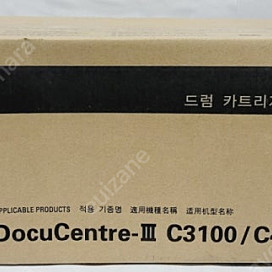 드럼 카트리지
APPLICABLE PRODUCTS 적용 기종명 適用機種名稱 适用机型名称
DocuCentre-Ⅲ C3100/C